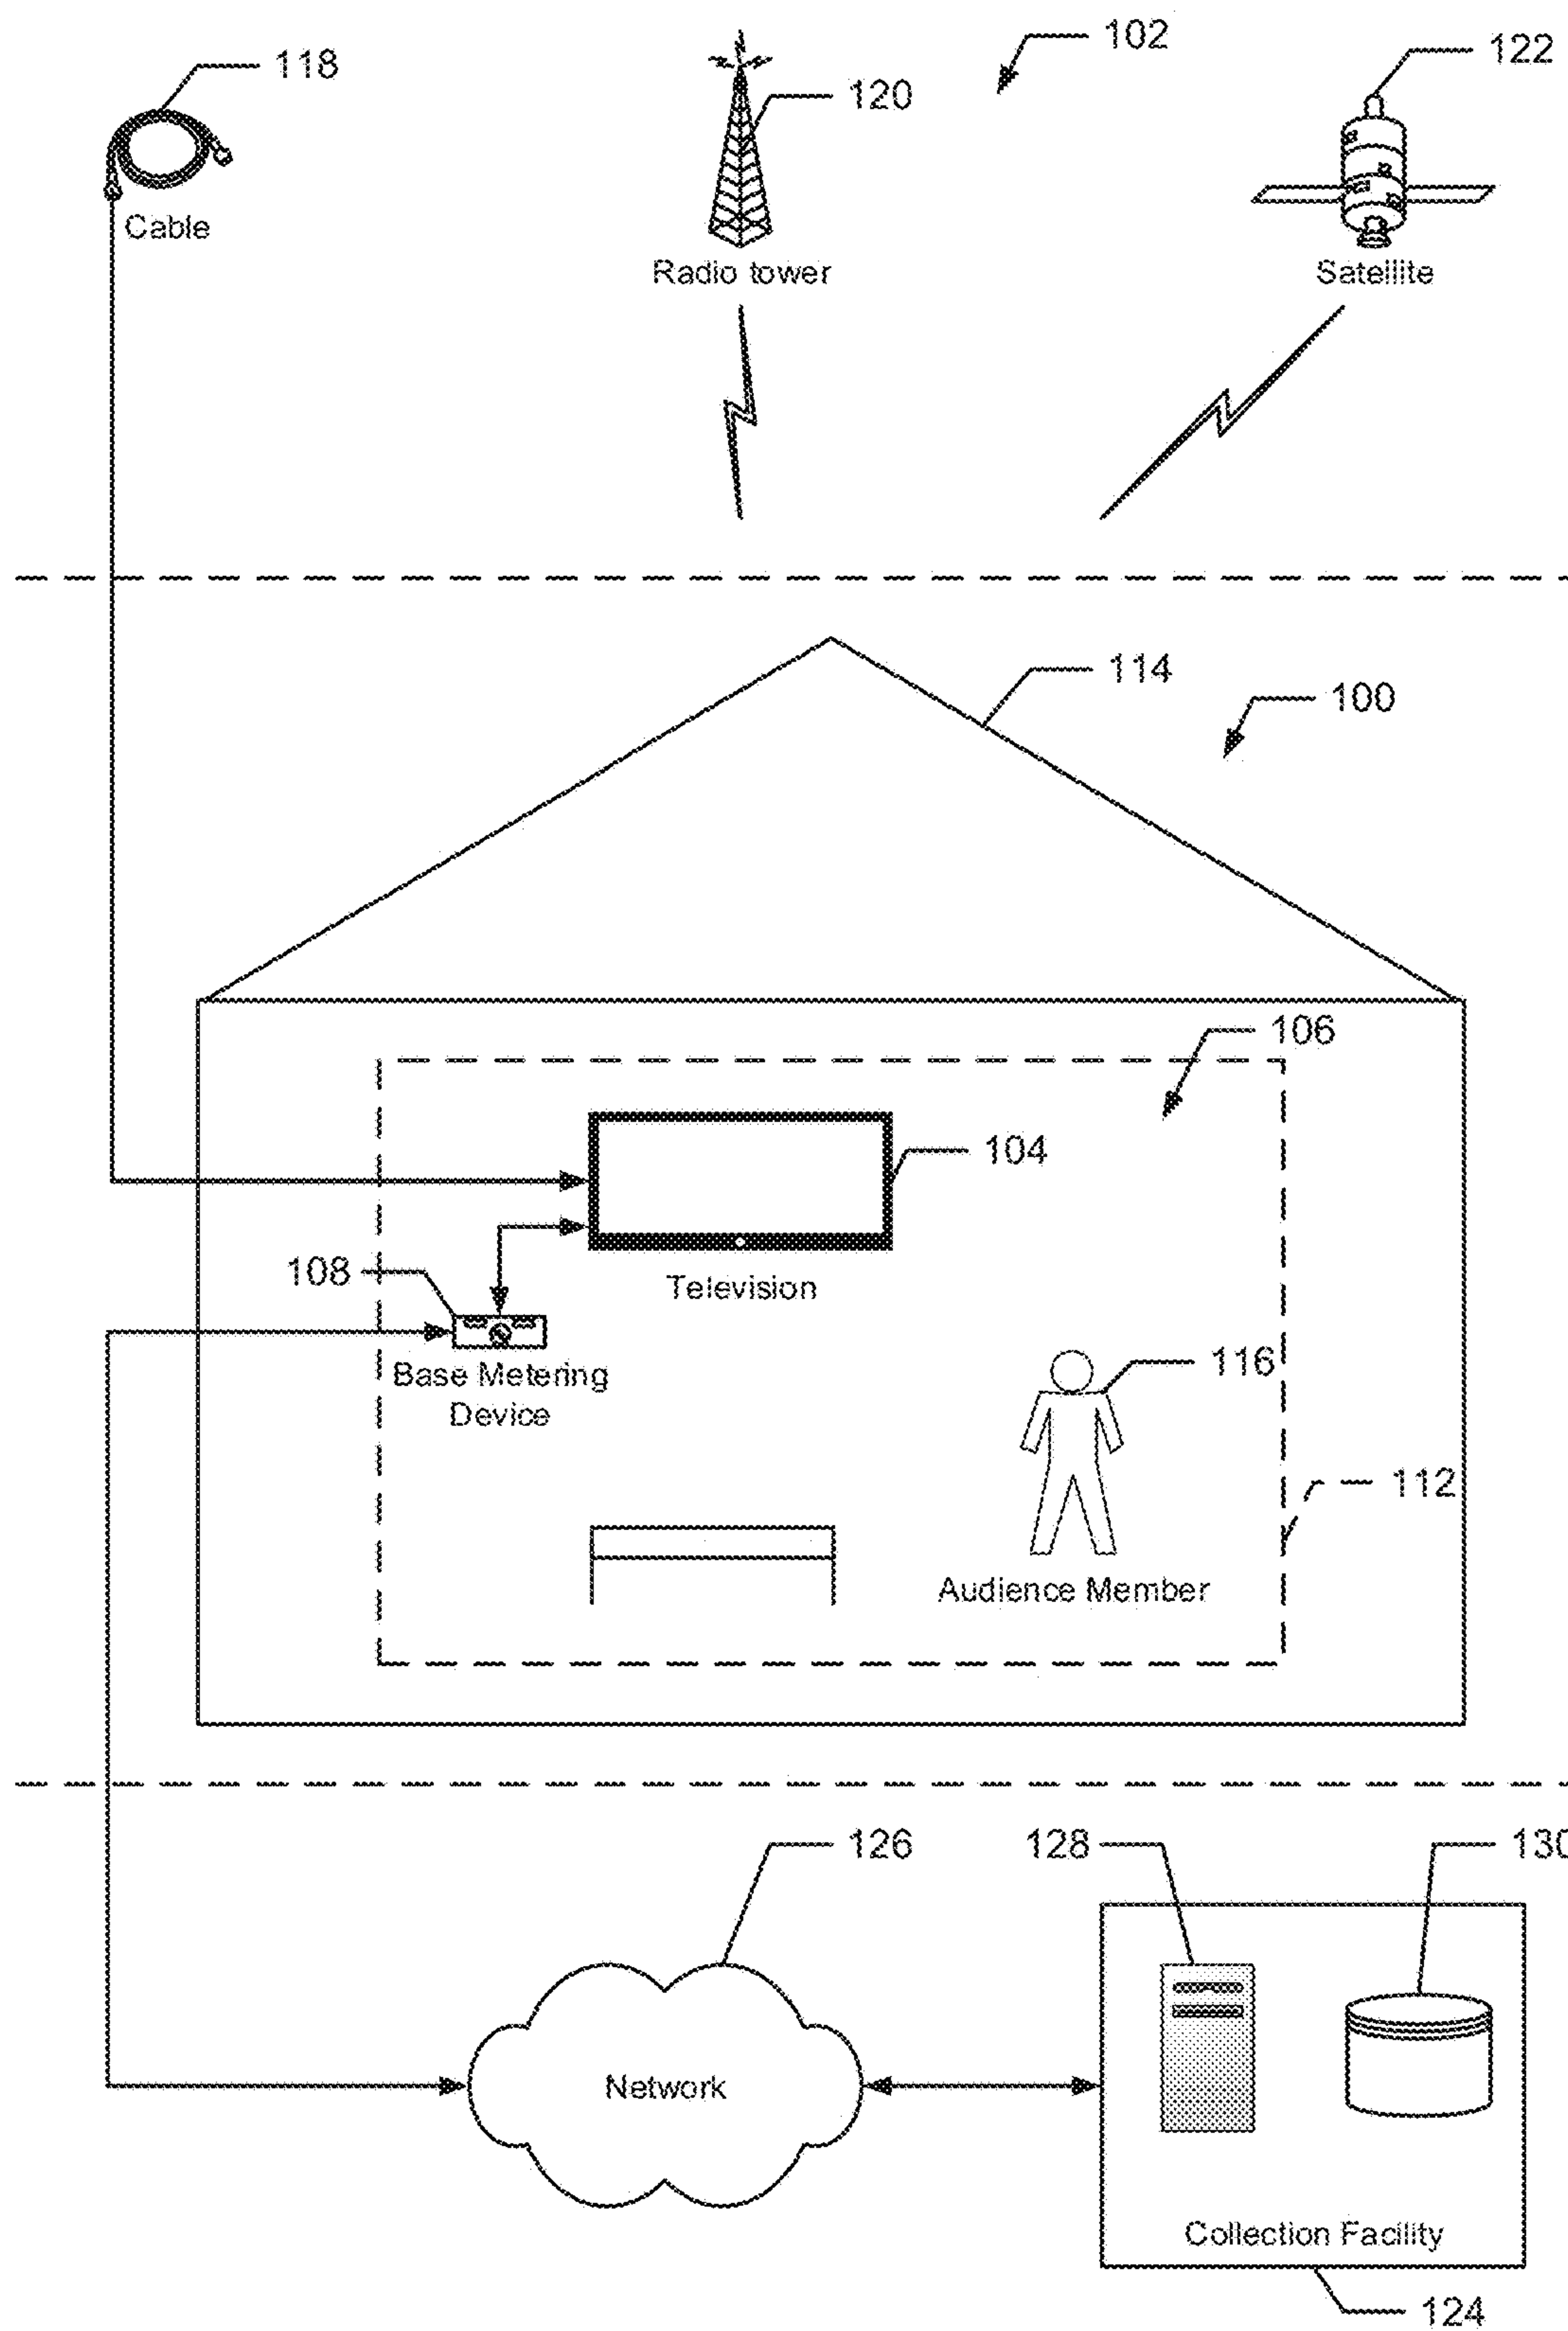 102
118
122
120
Cable
Radio tower
Satellite
114
100
106
104
108
Television
116
Base Metering
Device
112
Audience Member
126
128
130
Network
Collection Facility
124